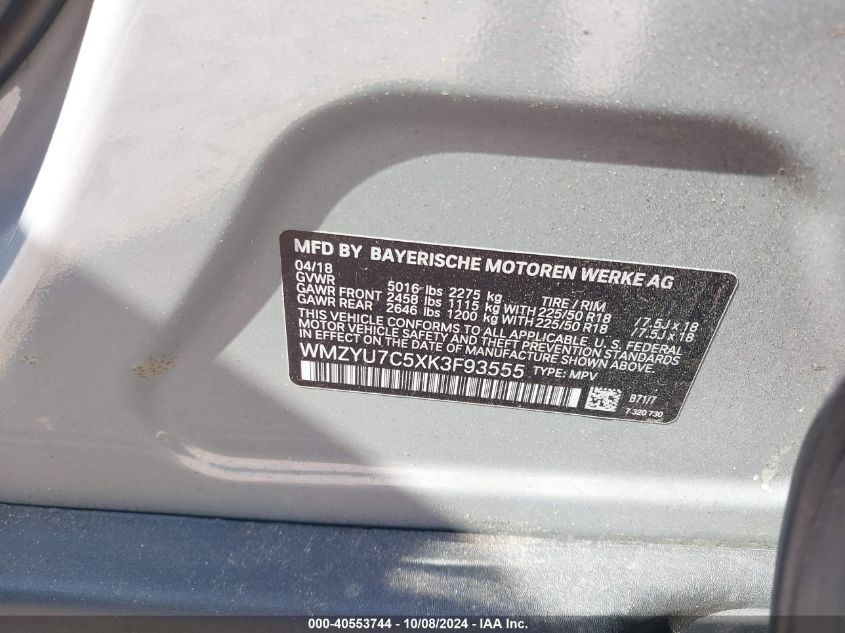 MFD BY BAYERISCHE MOTOREN WERKE AG
04/18
GVWR 5016 lbs 2275 kg TIRE / RIM
GAWR FRONT 2458 lbs 1115 kg WITH 225/50 R18 / 7.5J x 18
GAWR REAR 2646 lbs 1200 kg WITH 225/50 R18 / 7.5J x 18
THIS VEHICLE CONFORMS TO ALL APPLICABLE U.S. FEDERAL
MOTOR VEHICLE SAFETY AND THEFT PREVENTION STANDARDS
IN EFFECT ON THE DATE OF MANUFACTURE SHOWN ABOVE.
WMZYU7C5XK3F93555 TYPE: MPV
B71/7
7 320 730
000-40553744 - 10/08/2024 - IAA, Inc.